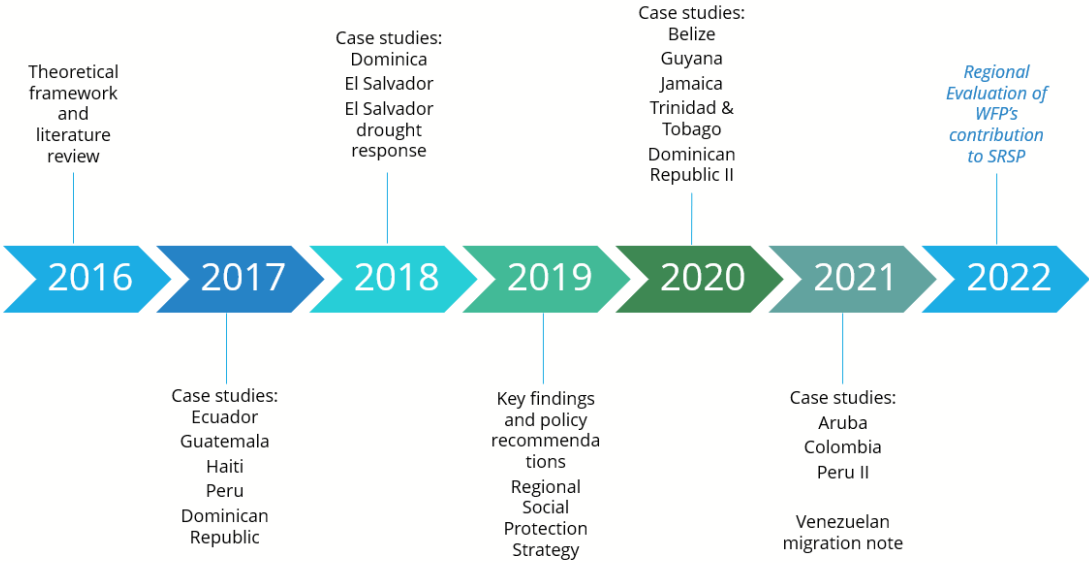 Theoretical
framework
and
literature
review
Case studies:
Dominica
El Salvador
El Salvador
drought
response
Case studies:
Belize
Guyana
Jamaica
Trinidad &
Tobago
Dominican
Republic II
Regional
Evaluation of
WFP's
contribution
to SRSP
2016
2017
2018
2019
2020
2021
2022
Case studies:
Ecuador
Guatemala
Haiti
Peru
Dominican
Republic
Key findings
and policy
recommenda
tions
Regional
Social
Protection
Strategy
Case studies:
Aruba
Colombia
Peru II
Venezuelan
migration note